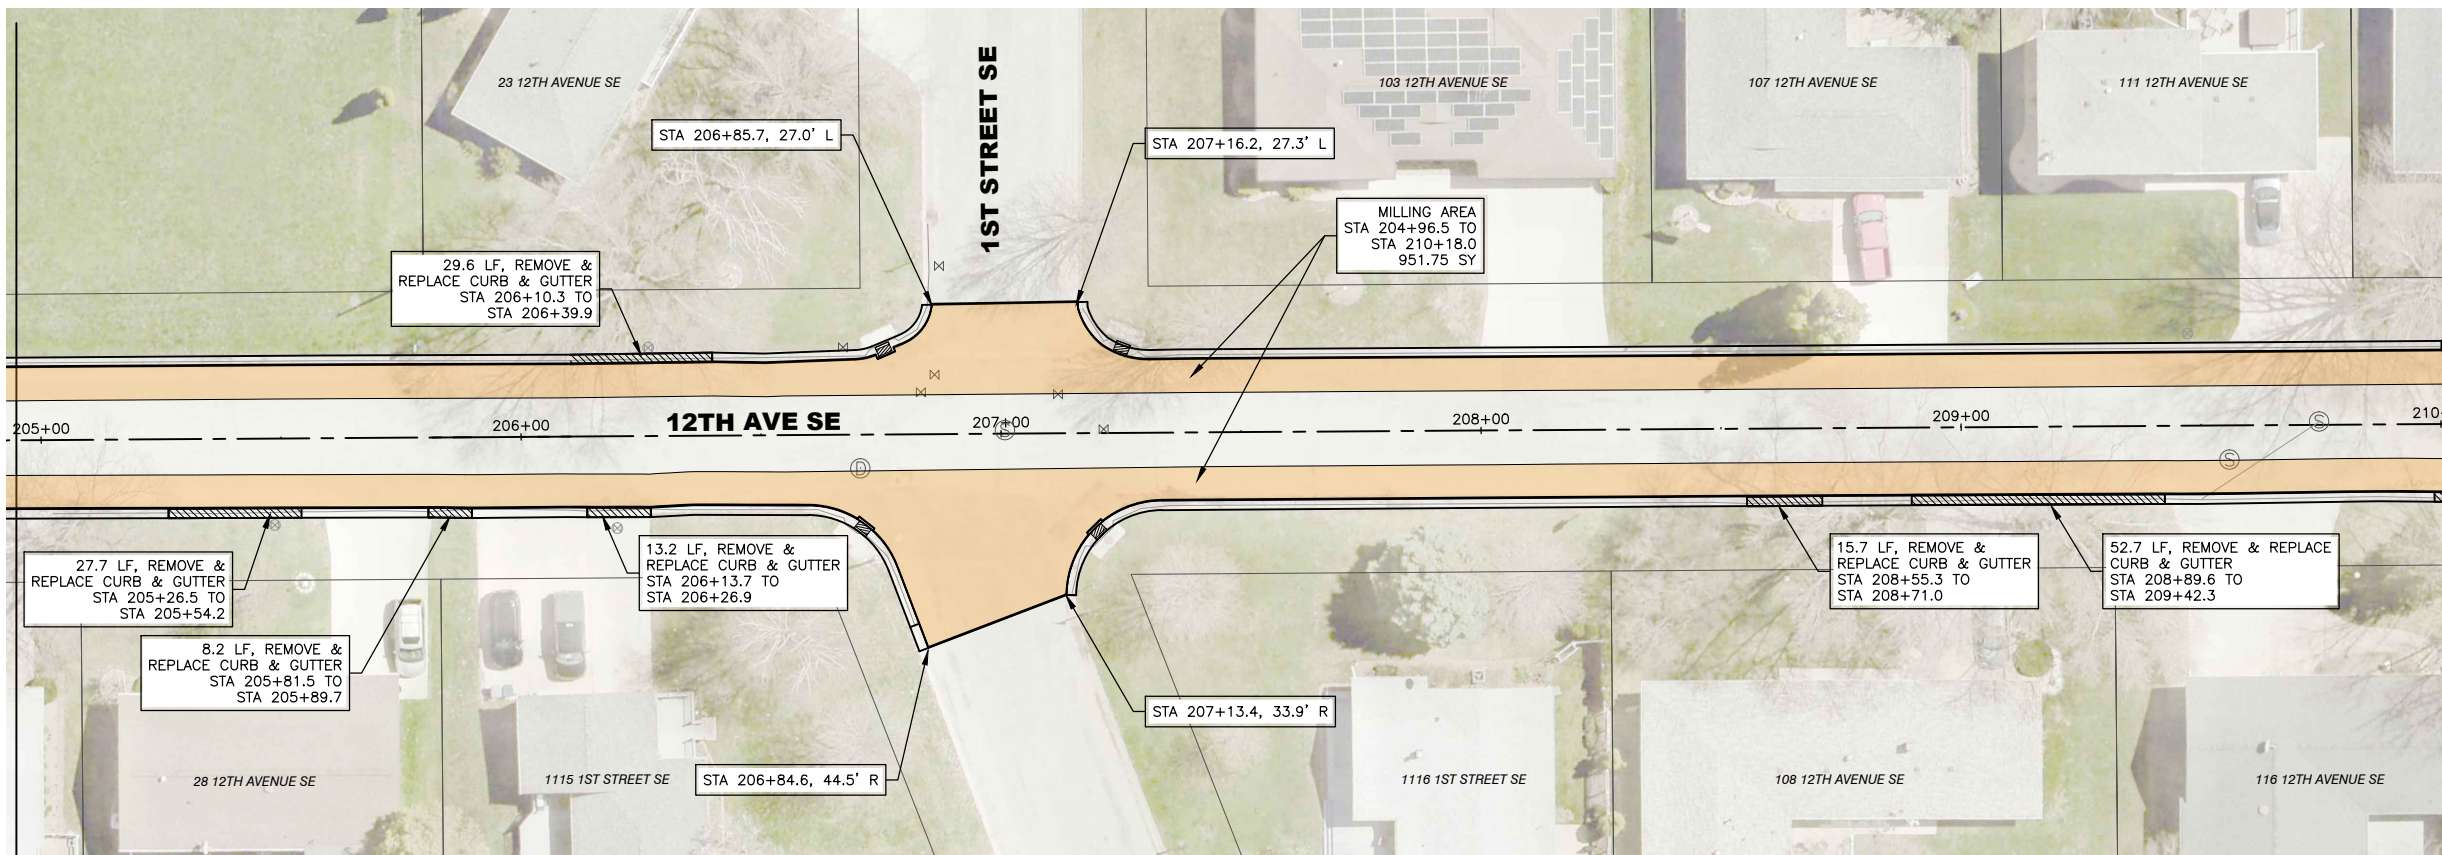 23 12TH AVENUE SE
1ST STREET SE
103 12TH AVENUE SE
107 12TH AVENUE SE
111 12TH AVENUE SE
STA 206+85.7, 27.0' L
STA 207+16.2, 27.3' L
MILLING AREA
STA 204+96.5 TO
STA 210+18.0
951.75 SY
29.6 LF, REMOVE &
REPLACE CURB & GUTTER
STA 206+10.3 TO
STA 206+39.9
205+00
206+00
12TH AVE SE
207+00
208+00
209+00
210+
S
S
S
D
27.7 LF, REMOVE &
REPLACE CURB & GUTTER
STA 205+26.5 TO
STA 205+54.2
13.2 LF, REMOVE &
REPLACE CURB & GUTTER
STA 206+13.7 TO
STA 206+26.9
15.7 LF, REMOVE &
REPLACE CURB & GUTTER
STA 208+55.3 TO
STA 208+71.0
52.7 LF, REMOVE & REPLACE
CURB & GUTTER
STA 208+89.6 TO
STA 209+42.3
8.2 LF, REMOVE &
REPLACE CURB & GUTTER
STA 205+81.5 TO
STA 205+89.7
STA 207+13.4, 33.9' R
STA 206+84.6, 44.5' R
28 12TH AVENUE SE
1115 1ST STREET SE
1116 1ST STREET SE
108 12TH AVENUE SE
116 12TH AVENUE SE